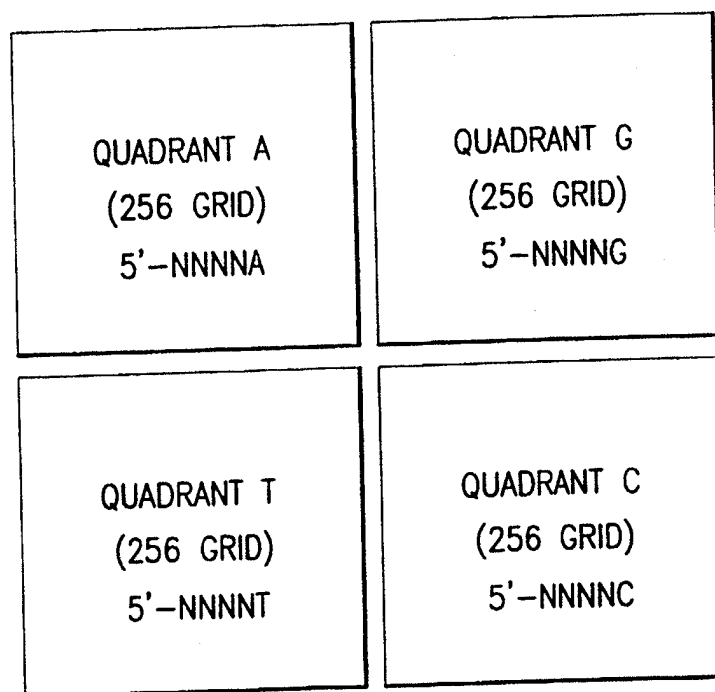 QUADRANT A
(256 GRID)
5'-NNNNA
QUADRANT G
(256 GRID)
5'-NNNNG
QUADRANT T
(256 GRID)
5'-NNNNT
QUADRANT C
(256 GRID)
5'-NNNNC